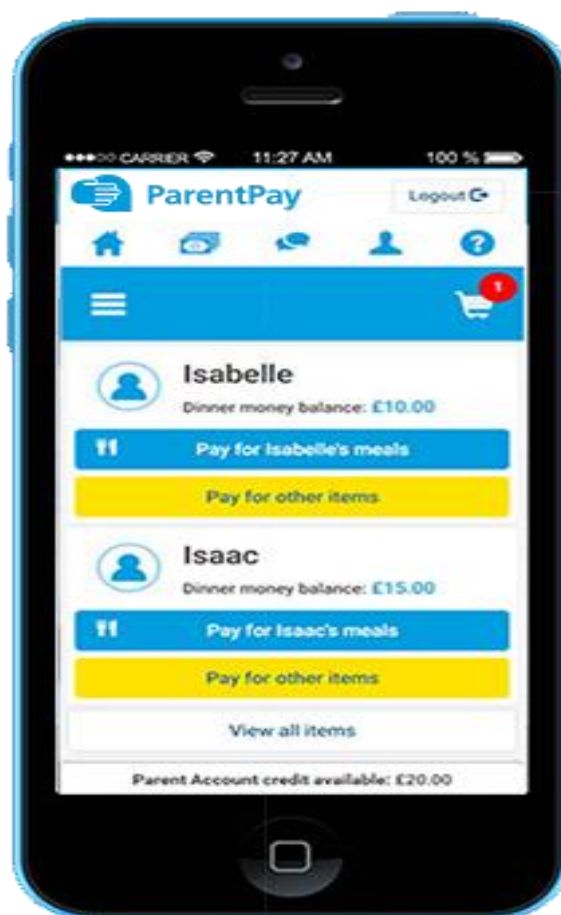 CARRIER 11:27 AM 100 %
ParentPay Logout
1
Isabelle
Dinner money balance: £10.00
Pay for Isabelle's meals
Pay for other items
Isaac
Dinner money balance: £15.00
Pay for Isaac's meals
Pay for other items
View all items
Parent Account credit available: £20.00